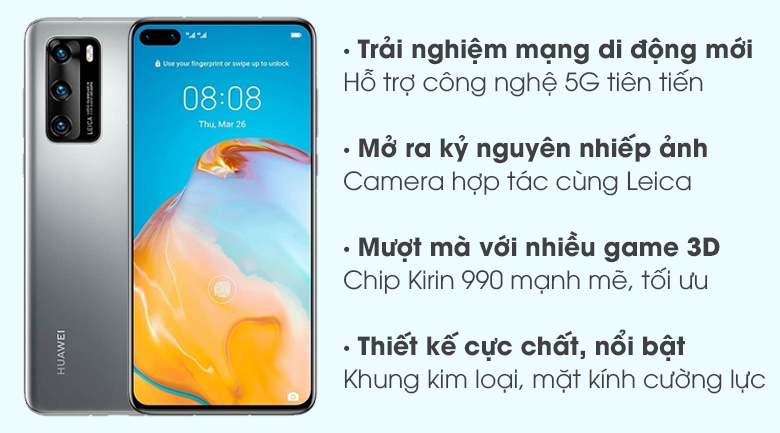 Use your fingerprint or swipe up to unlock
08:08
Thu, Mar 26
HUAWEI
• Trải nghiệm mạng di động mới
Hỗ trợ công nghệ 5G tiên tiến
• Mở ra kỷ nguyên nhiếp ảnh
Camera hợp tác cùng Leica
• Mượt mà với nhiều game 3D
Chip Kirin 990 mạnh mẽ, tối ưu
• Thiết kế cực chất, nổi bật
Khung kim loại, mặt kính cường lực